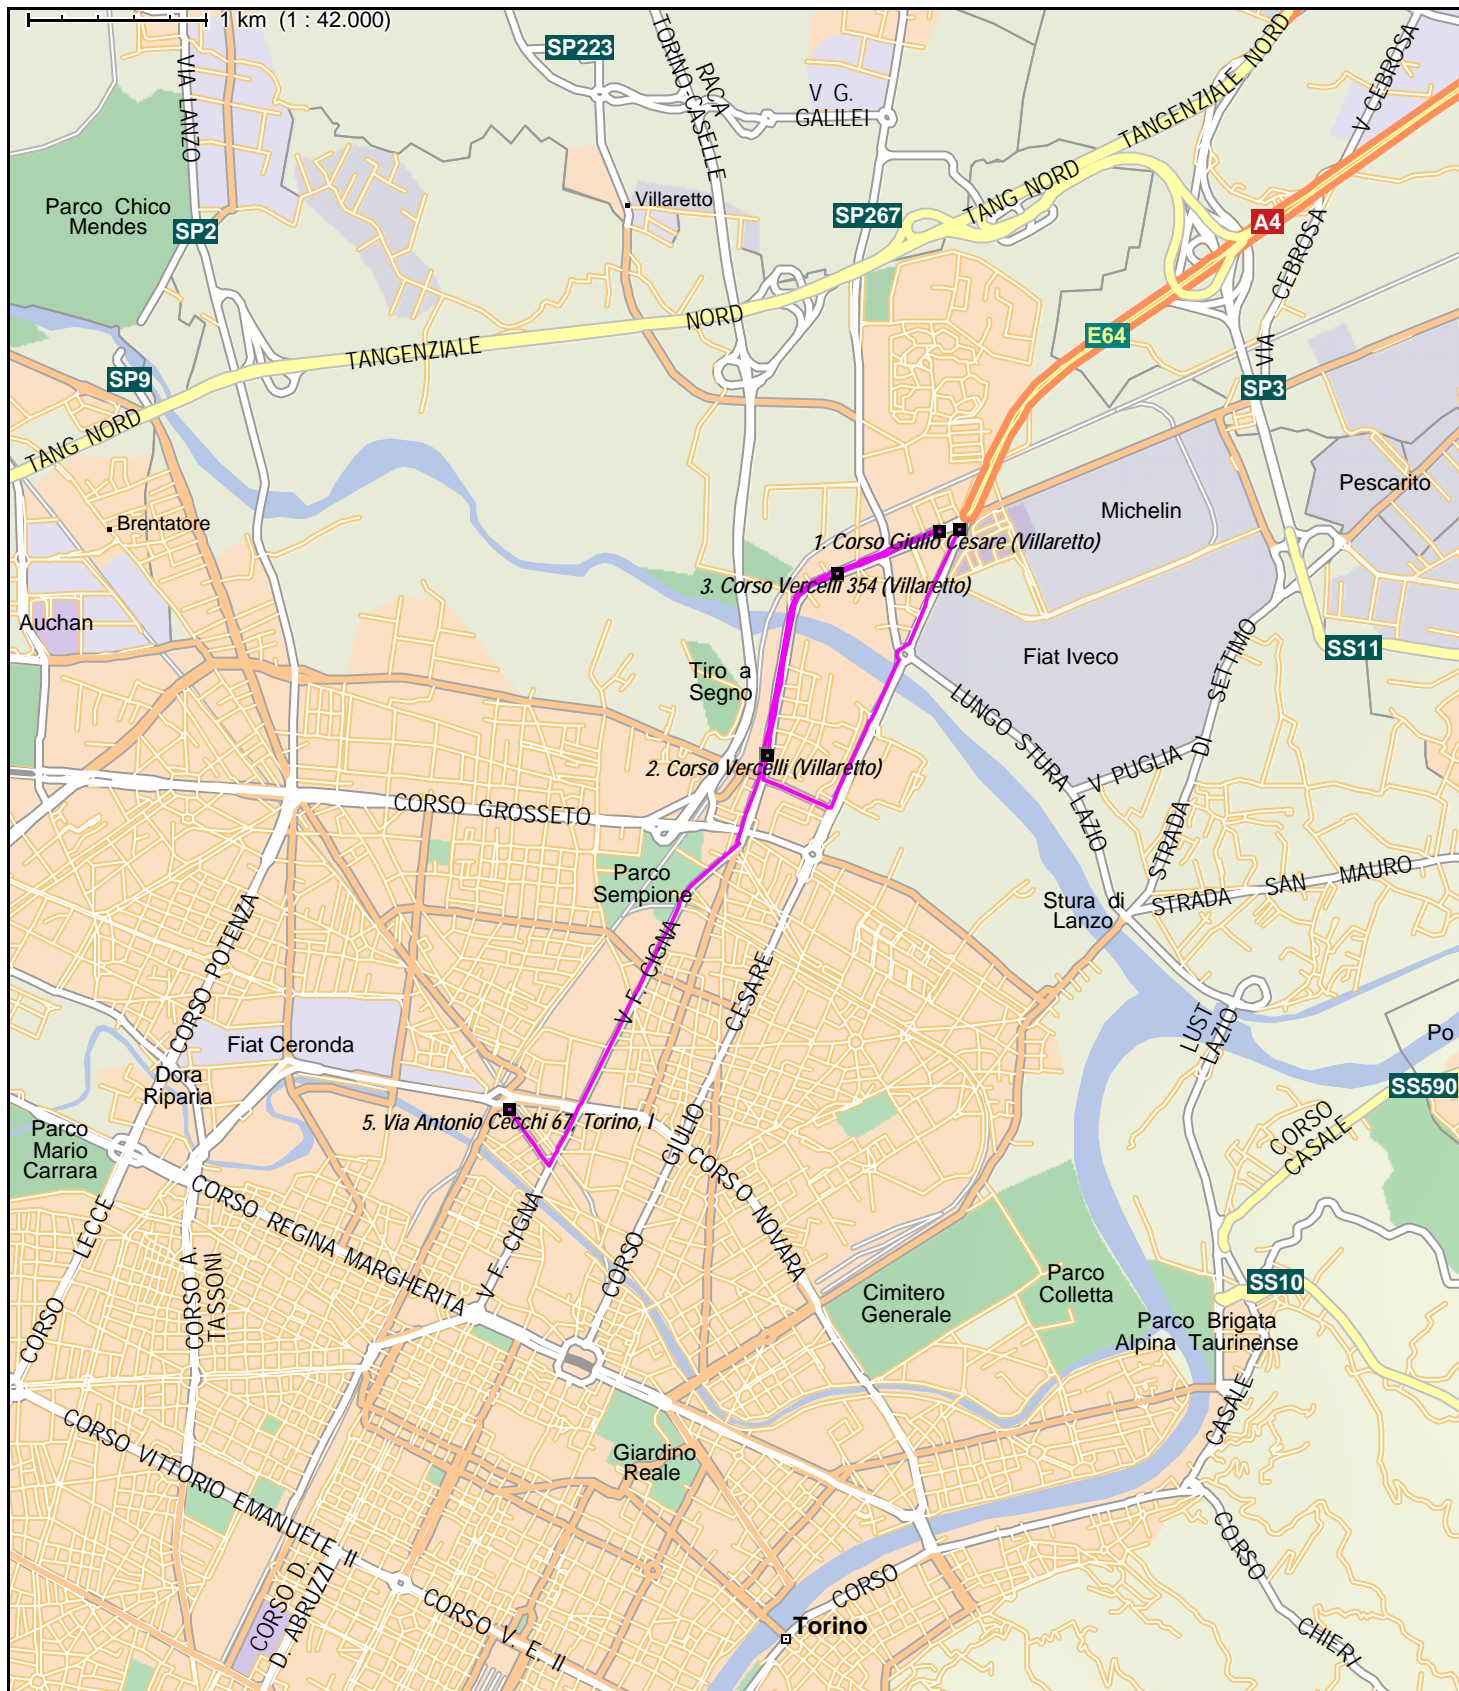 1 km (1 : 42.000)
SP223
VIA LANZO
RACA
TORINO-CASELLE
V G.
GALILEI
TANGENZIALE NORD
V CEBROSA
Parco Chico
Mendes
SP2
Villaretto
SP267
TANG NORD
A4
VIA CEBROSA
NORD
TANGENZIALE
E64
SP9
SP3
TANG NORD
Pescarito
Michelin
Brentatore
1. Corso Giulio Cesare (Villaretto)
3. Corso Vercelli 354 (Villaretto)
Auchan
Fiat Iveco
SS11
Tiro a
Segno
LUNGO STURA LAZIO
STRADA DI SETTIMO
V PUGLIA
2. Corso Vercelli (Villaretto)
CORSO GROSSETO
Parco
Sempione
STRADA SAN MAURO
Stura di
Lanzo
CORSO POTENZA
V. F. CIGNA
CESARE
LUST
LAZIO
Po
Fiat Ceronda
Dora
Riparia
SS590
5. Via Antonio Cecchi 67, Torino, I
CORSO
CASALE
Parco
Mario
Carrara
GIULIO
CORSO NOVARA
CORSO LECCE
CORSO REGINA MARGHERITA
CORSO A.
TASSONI
V. F. CIGNA
CORSO
Cimitero
Generale
Parco
Colletta
SS10
Parco Brigata
Alpina Taurinense
CASALE
CORSO VITTORIO EMANUELE II
Giardino
Reale
CORSO D.
D. ABRUZZI
CORSO V. E. II
CORSO
CORSO
CHIERI
Torino